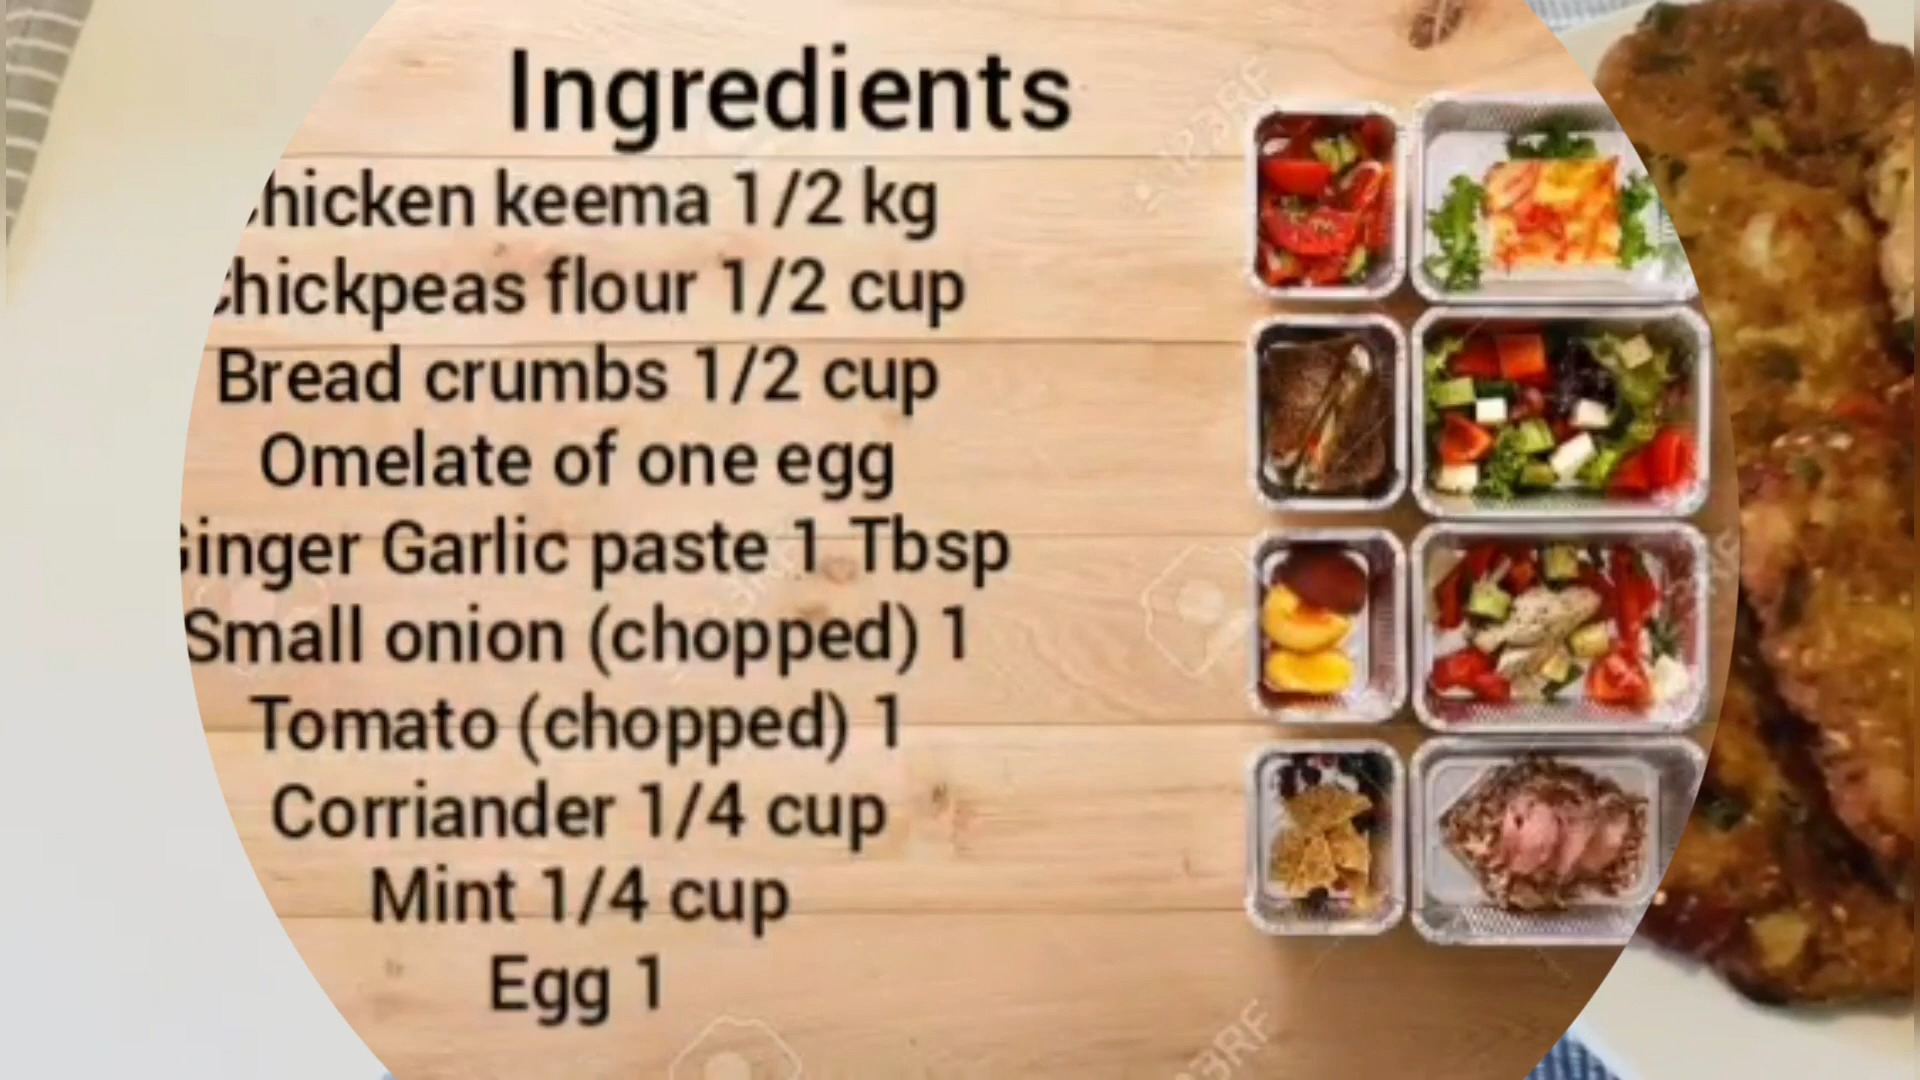 Ingredients
hicken keema 1/2 kg
hickpeas flour 1/2 cup
Bread crumbs 1/2 cup
Omelate of one egg
inger Garlic paste 1 Tbsp
Small onion (chopped) 1
Tomato (chopped) 1
Corriander 1/4 cup
Mint 1/4 cup
Egg 1
123RF